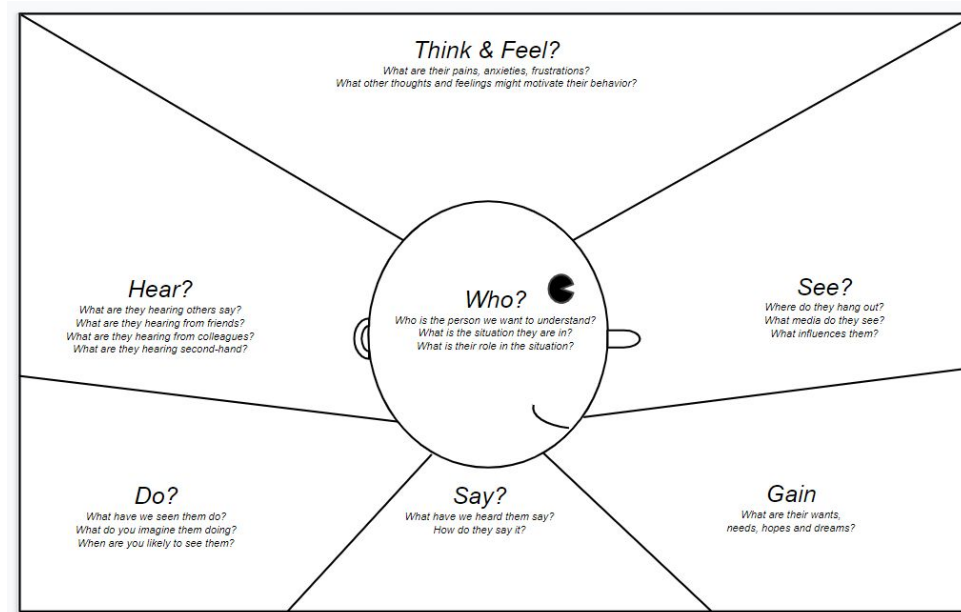 Think & Feel?
What are their pains, anxieties, frustrations?
What other thoughts and feelings might motivate their behavior?
Hear?
What are they hearing others say?
What are they hearing from friends?
What are they hearing from colleagues?
What are they hearing second-hand?
Who?
Who is the person we want to understand?
What is the situation they are in?
What is their role in the situation?
See?
Where do they hang out?
What media do they see?
What influences them?
Do?
What have we seen them do?
What do you imagine them doing?
When are you likely to see them?
Say?
What have we heard them say?
How do they say it?
Gain
What are their wants,
needs, hopes and dreams?